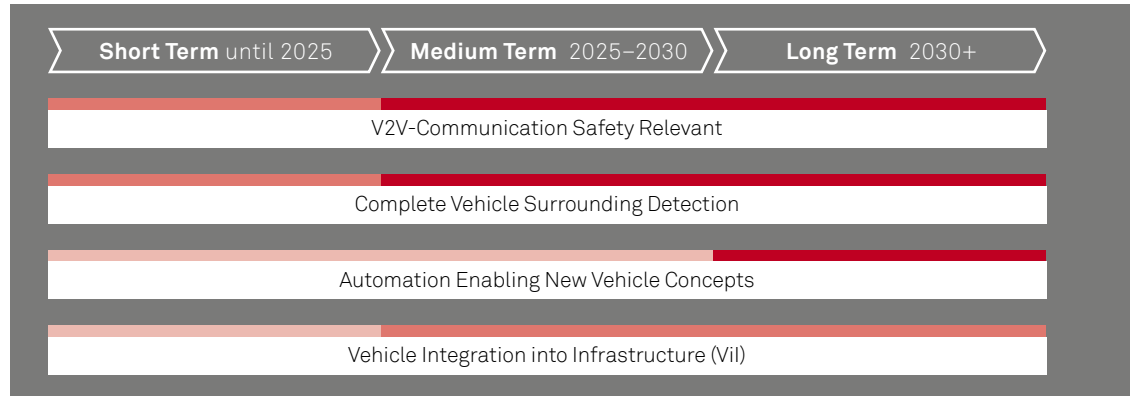 Short Term until 2025
Medium Term 2025–2030
Long Term 2030+
V2V-Communication Safety Relevant
Complete Vehicle Surrounding Detection
Automation Enabling New Vehicle Concepts
Vehicle Integration into Infrastructure (ViI)